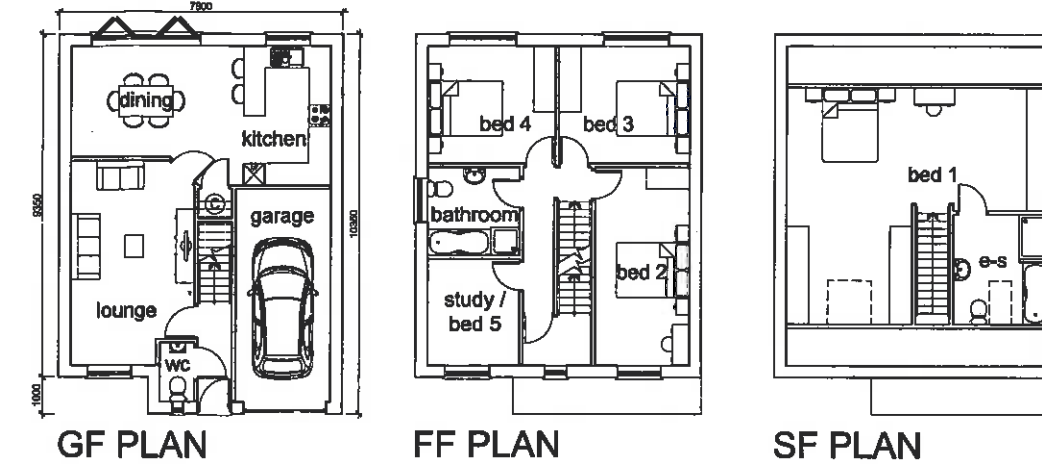 7800
9350
10350
1000
dining
kitchen
garage
lounge
wc
GF PLAN
bed 4
bed 3
bathroom
bed 2
study /
bed 5
FF PLAN
bed 1
e-s
SF PLAN